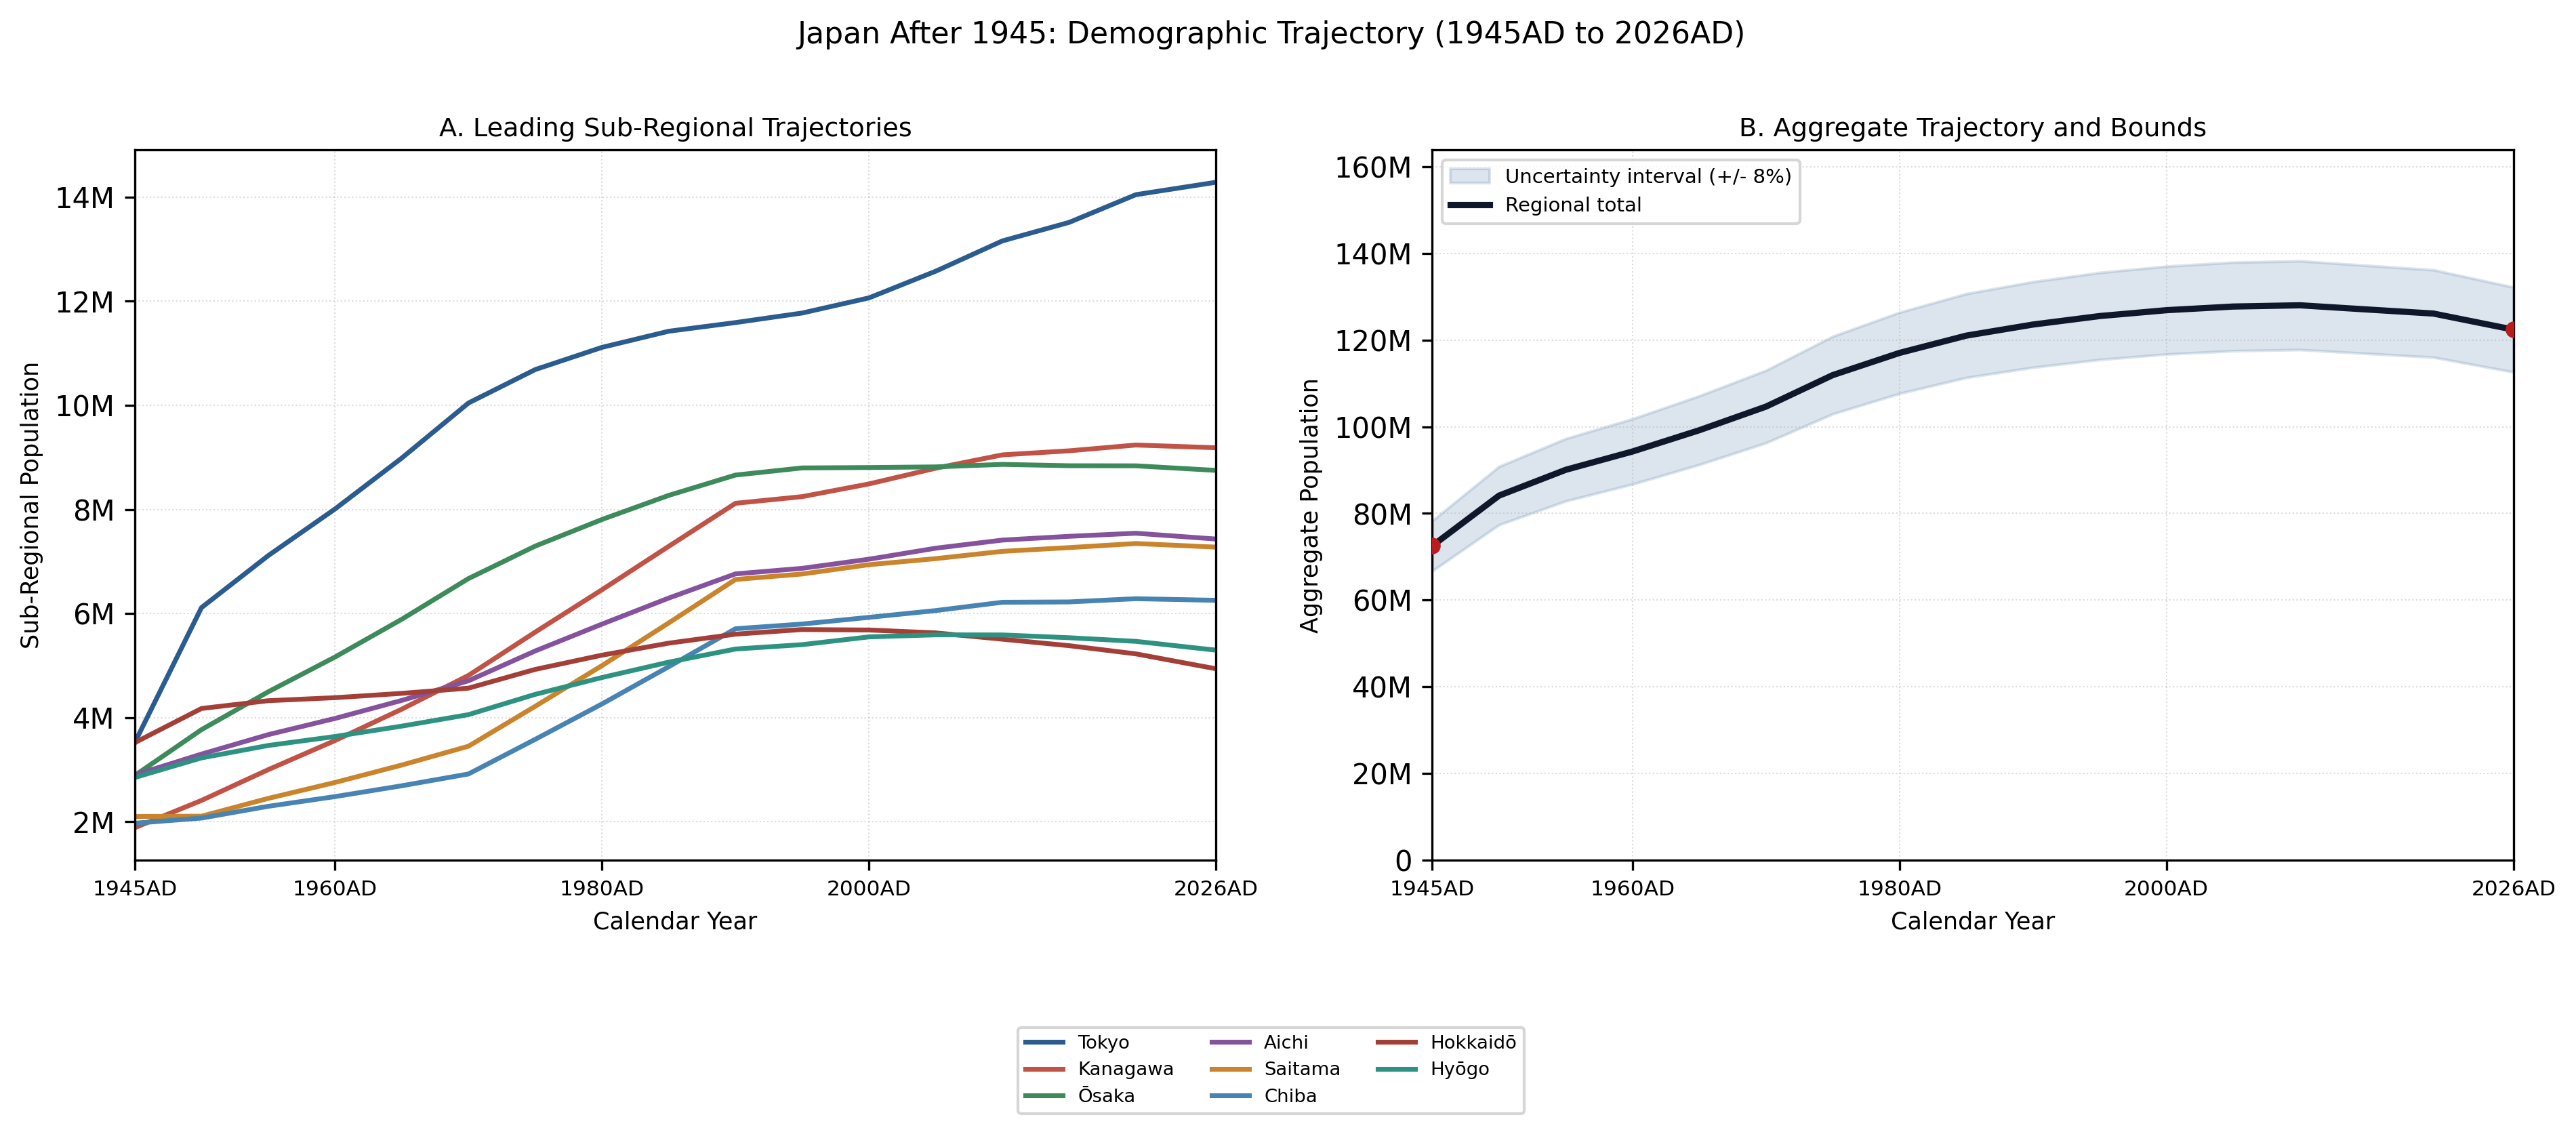 Japan After 1945: Demographic Trajectory (1945AD to 2026AD)
A. Leading Sub-Regional Trajectories
Sub-Regional Population
14M
12M
10M
8M
6M
4M
2M
1945AD 1960AD 1980AD 2000AD 2026AD
Calendar Year
B. Aggregate Trajectory and Bounds
Uncertainty interval (+/- 8%)
Regional total
Aggregate Population
160M
140M
120M
100M
80M
60M
40M
20M
0
1945AD 1960AD 1980AD 2000AD 2026AD
Calendar Year
Tokyo
Kanagawa
Ōsaka
Aichi
Saitama
Chiba
Hokkaidō
Hyōgo